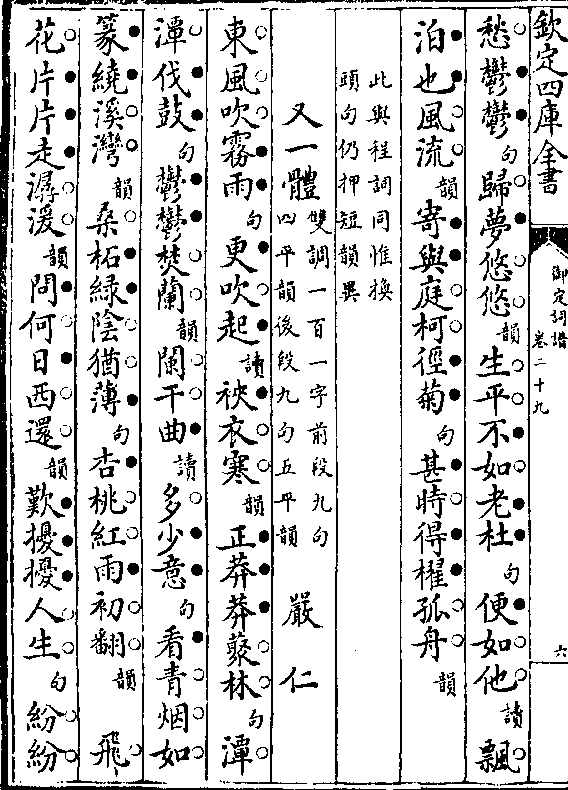 欽定四庫全書
御定詞譜
卷二十九
六
愁鬱鬱句歸夢悠悠韻生平不如老杜句便如他讀飄
泊也風流韻寄與庭柯徑菊句甚時得櫂孤舟韻
此與程詞同惟換
頭句仍押短韻異
又一體雙調一百一字前段九句
四平韻後段九句五平韻
嚴仁
東風吹霧雨句更吹起讀袂衣寒韻正莽莽藂林句潭
潭伐鼓句鬱鬱焚蘭韻闌干曲讀多少意句看青烟如
篆繞溪灣韻桑柘緑陰猶薄句杏桃紅雨初翻韻飛
花片片走潺湲韻問何日西還韻歎擾擾人生句紛紛